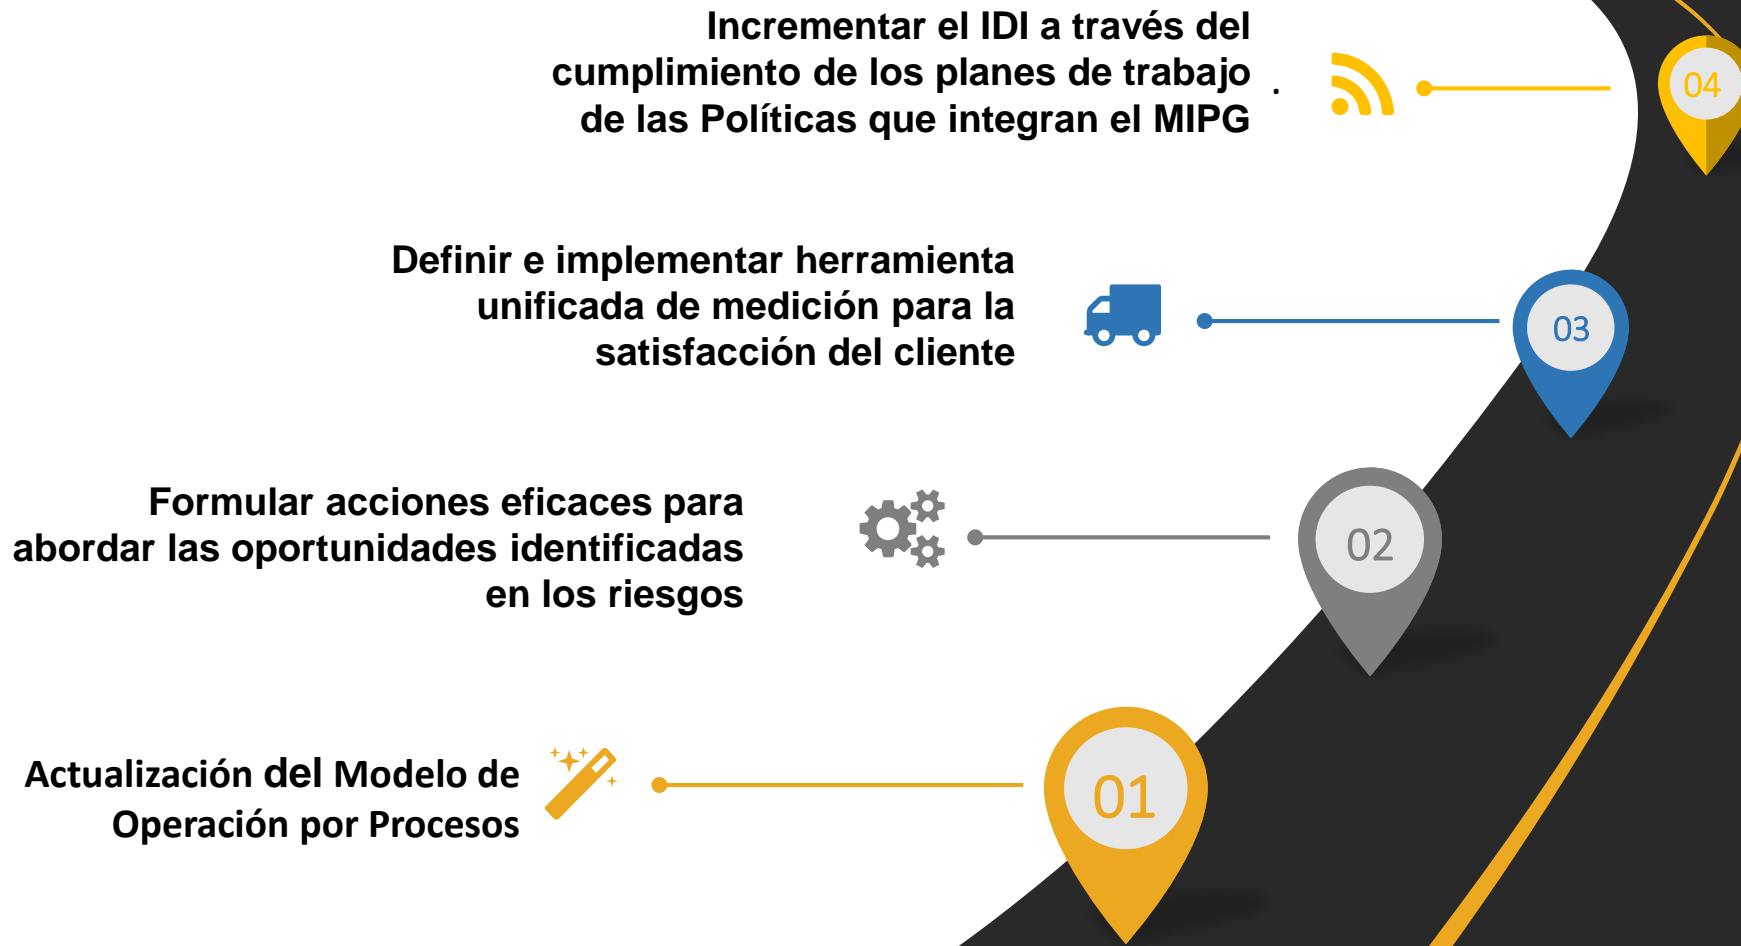 Incrementar el IDI a través del
cumplimiento de los planes de trabajo .
de las Políticas que integran el MIPG
04
Definir e implementar herramienta
unificada de medición para la
satisfacción del cliente
03
Formular acciones eficaces para
abordar las oportunidades identificadas
en los riesgos
02
Actualización del Modelo de
Operación por Procesos
01